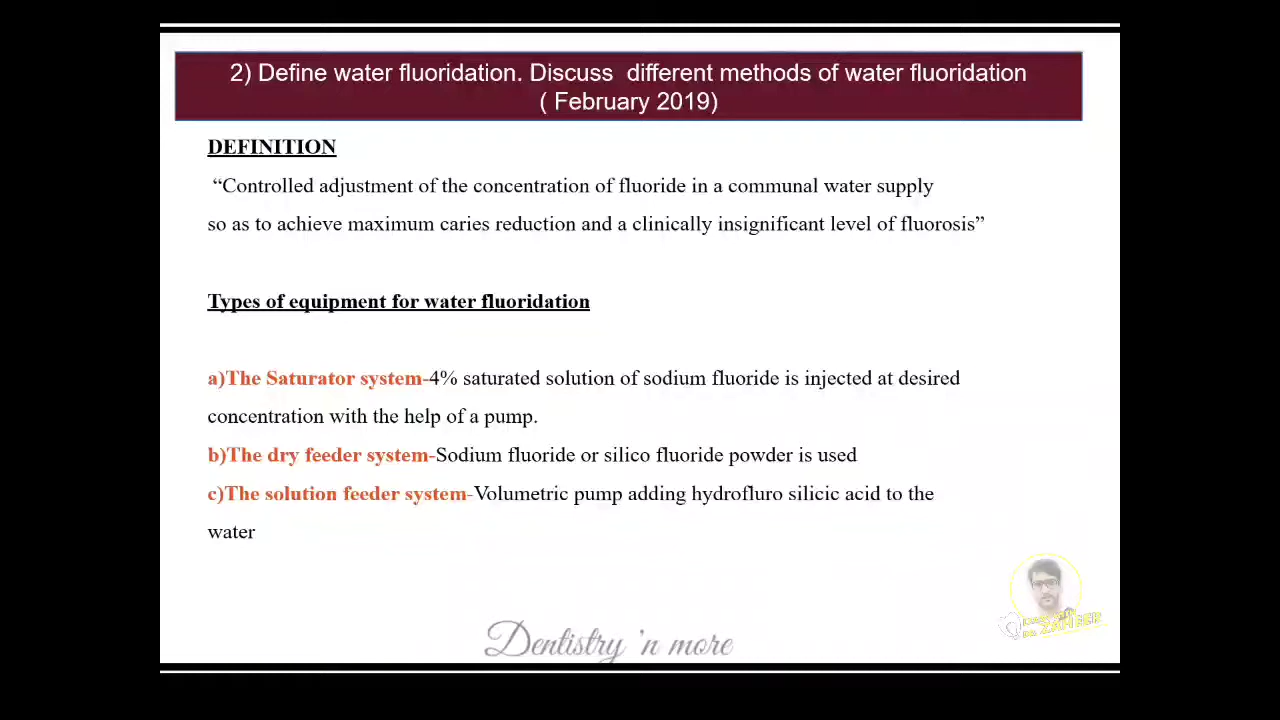 2) Define water fluoridation. Discuss different methods of water fluoridation
( February 2019)
DEFINITION
“Controlled adjustment of the concentration of fluoride in a communal water supply
so as to achieve maximum caries reduction and a clinically insignificant level of fluorosis”
Types of equipment for water fluoridation
a)The Saturator system-4% saturated solution of sodium fluoride is injected at desired
concentration with the help of a pump.
b)The dry feeder system-Sodium fluoride or silico fluoride powder is used
c)The solution feeder system-Volumetric pump adding hydrofluro silicic acid to the
water
Dentistry 'n more